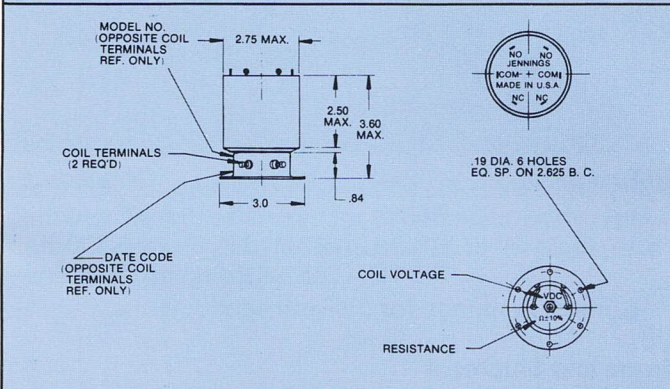 MODEL NO.
(OPPOSITE COIL
TERMINALS
REF. ONLY)
2.75 MAX.
2.50
MAX.
3.60
MAX.
COIL TERMINALS
(2 REQ'D)
3.0
.84
DATE CODE
(OPPOSITE COIL
TERMINALS
REF. ONLY)
NO NO
JENNINGS
COM COM
MADE IN U.S.A.
NC NC
.19 DIA. 6 HOLES
EQ. SP. ON 2.625 B. C.
COIL VOLTAGE
VDC
Ω±10%
RESISTANCE